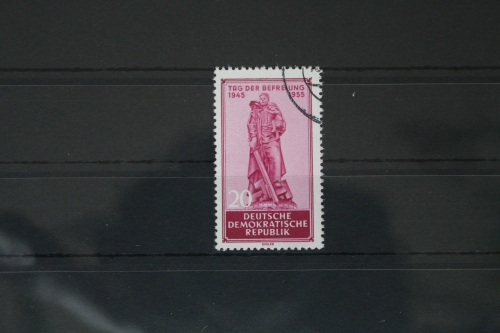 TAG DER BEFREIUNG
1945 1955
20
DEUTSCHE
DEMOKRATISCHE
REPUBLIK